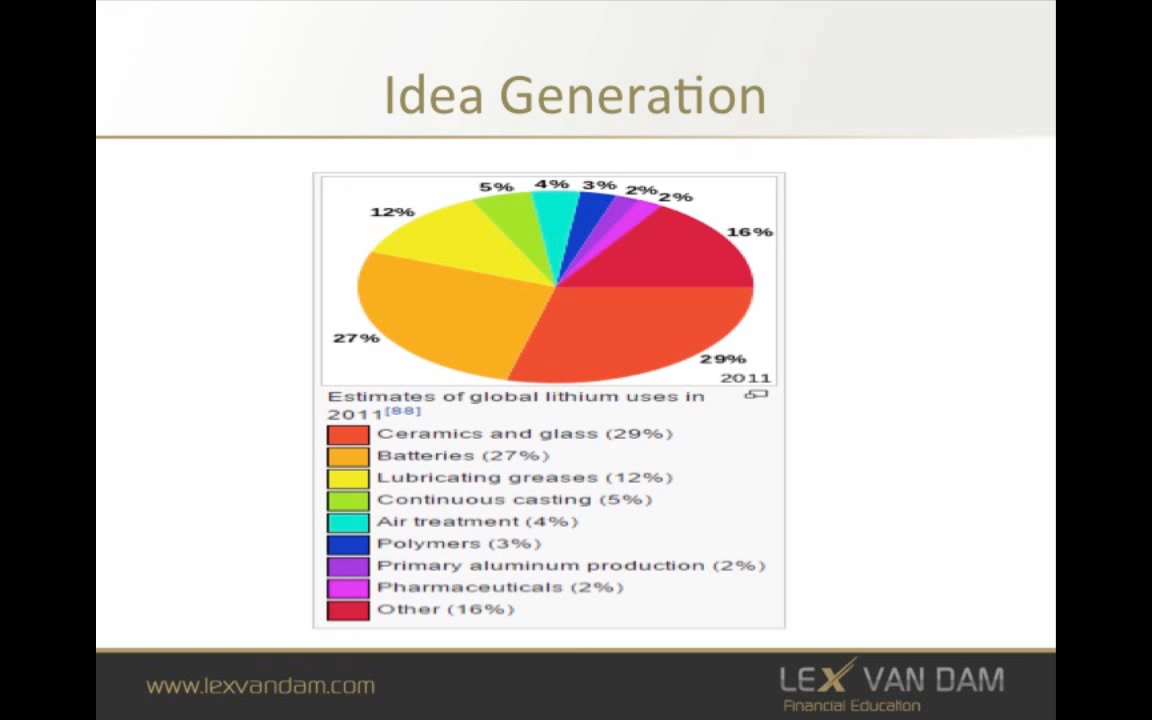 Idea Generation
5% 4% 3% 2% 2%
12% 16%
27% 29%
2011
Estimates of global lithium uses in
2011[88]
Ceramics and glass (29%)
Batteries (27%)
Lubricating greases (12%)
Continuous casting (5%)
Air treatment (4%)
Polymers (3%)
Primary aluminum production (2%)
Pharmaceuticals (2%)
Other (16%)
www.lexvandam.com
LEX VAN DAM
Financial Education